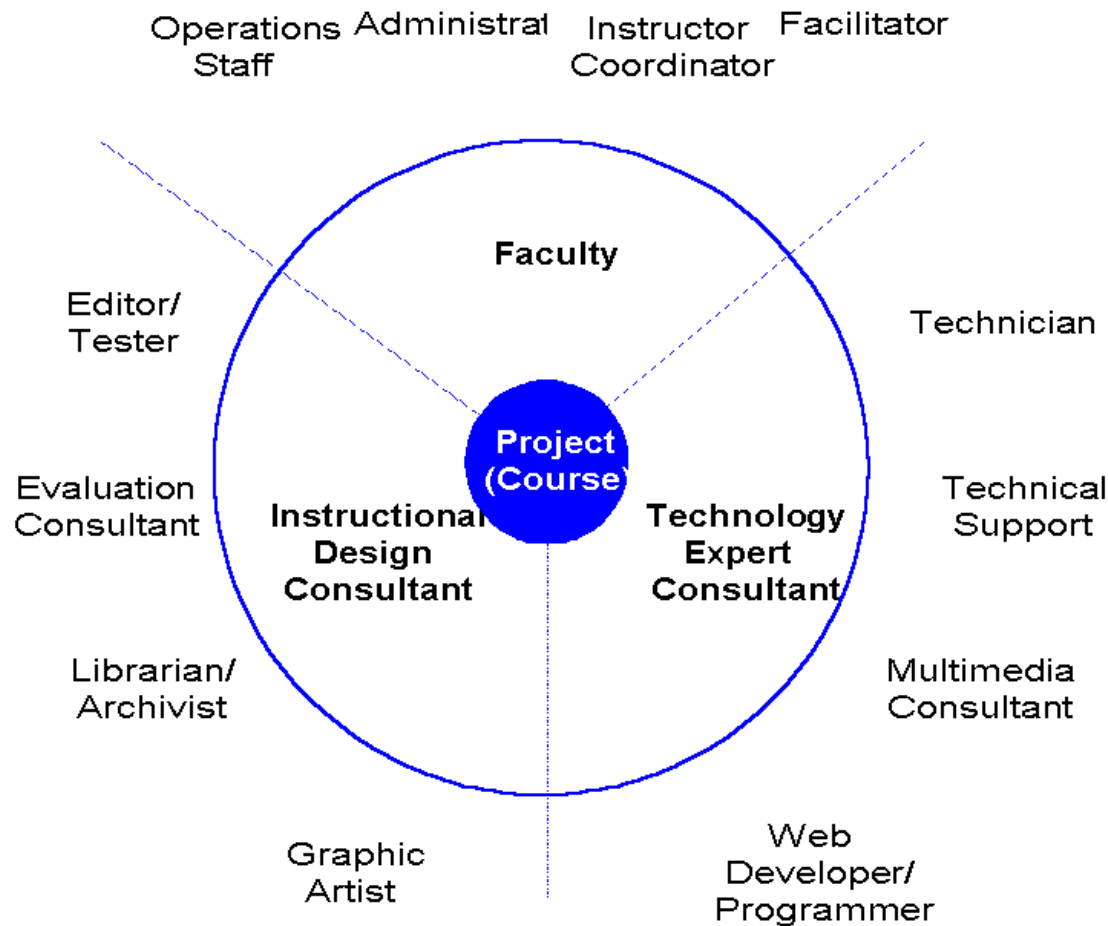 Operations
Staff
Administrat
Instructor
Coordinator
Facilitator
Faculty
Editor/
Tester
Technician
Project
(Course)
Evaluation
Consultant
Instructional
Design
Consultant
Technology
Expert
Consultant
Technical
Support
Librarian/
Archivist
Multimedia
Consultant
Graphic
Artist
Web
Developer/
Programmer